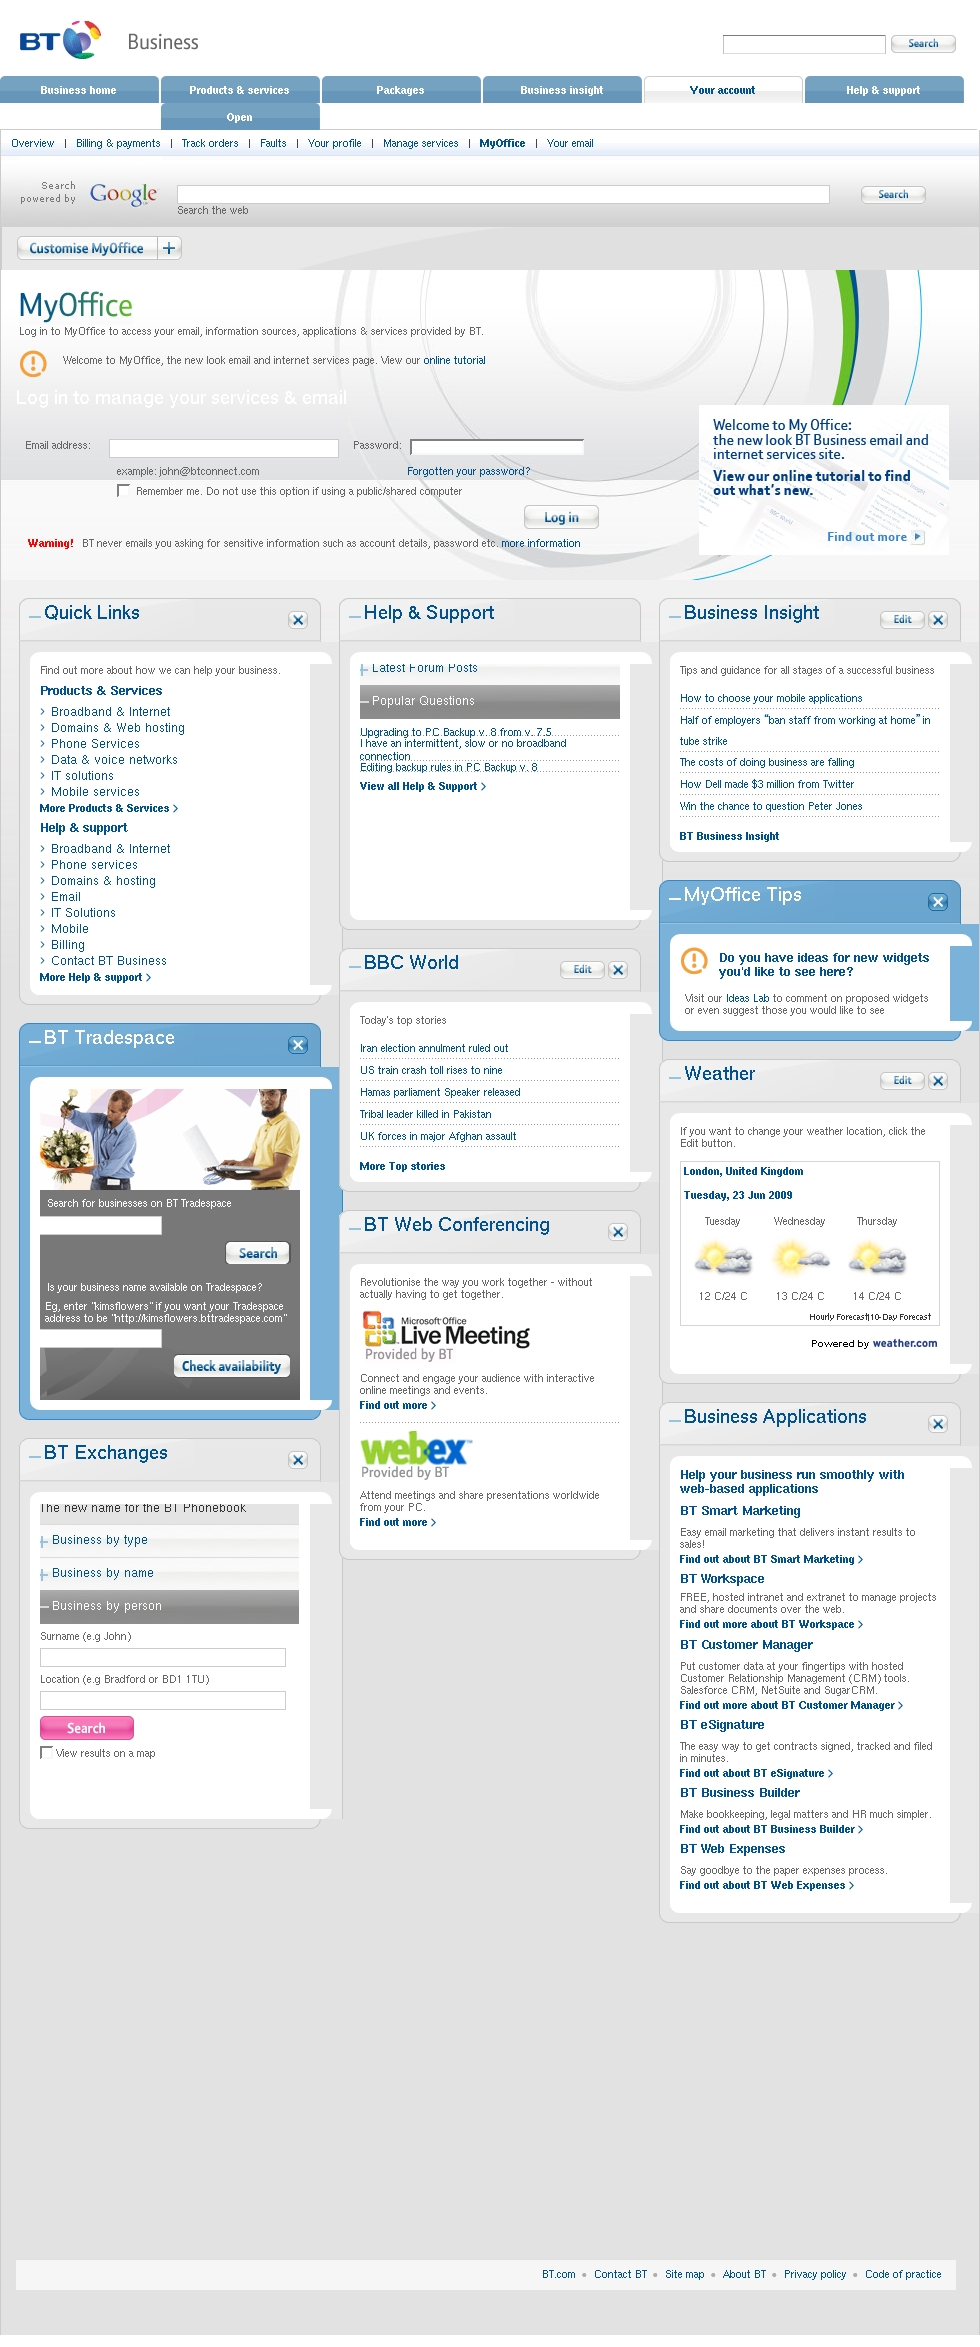 BT Business
Search
Business home
Products & services
Packages
Business insight
Your account
Help & support
Open
Overview | Billing & payments | Track orders | Faults | Your profile | Manage services | MyOffice | Your email
Search
powered by
Google
Search
Search the web
Customise MyOffice
MyOffice
Log in to MyOffice to access your email, information sources, applications & services provided by BT.
Welcome to MyOffice, the new look email and internet services page. View our online tutorial
Log in to manage your services & email
Email address:
Password:
example: john@btconnect.com
Forgotten your password?
Remember me. Do not use this option if using a public/shared computer
Log in
Warning! BT never emails you asking for sensitive information such as account details, password etc. more information
Welcome to My Office:
the new look BT Business email and
internet services site.
View our online tutorial to find
out what's new.
Find out more
Quick Links
Find out more about how we can help your business.
Products & Services
Broadband & Internet
Domains & Web hosting
Phone Services
Data & voice networks
IT solutions
Mobile services
More Products & Services
Help & support
Broadband & Internet
Phone services
Domains & hosting
Email
IT Solutions
Mobile
Billing
Contact BT Business
More Help & support
BT Tradespace
Search for businesses on BT Tradespace
Search
Is your business name available on Tradespace?
Eg, enter "kimsflowers" if you want your Tradespace
address to be "http://kimsflowers.bttradespace.com"
Check availability
BT Exchanges
The new name for the BT Phonebook
Business by type
Business by name
Business by person
Surname (e.g John)
Location (e.g Bradford or BD1 1TU)
Search
View results on a map
Help & Support
Latest Forum Posts
Popular Questions
Upgrading to PC Backup v. 8 from v. 7.5
I have an intermittent, slow or no broadband
connection
Editing backup rules in PC Backup v. 8
View all Help & Support
BBC World
Edit
Today's top stories
Iran election annulment ruled out
US train crash toll rises to nine
Hamas parliament Speaker released
Tribal leader killed in Pakistan
UK forces in major Afghan assault
More Top stories
BT Web Conferencing
Revolutionise the way you work together - without
actually having to get together.
Microsoft Office
Live Meeting
Provided by BT
Connect and engage your audience with interactive
online meetings and events.
Find out more
webex
Provided by BT
Attend meetings and share presentations worldwide
from your PC.
Find out more
Business Insight
Edit
Tips and guidance for all stages of a successful business
How to choose your mobile applications
Half of employers “ban staff from working at home” in
tube strike
The costs of doing business are falling
How Dell made $3 million from Twitter
Win the chance to question Peter Jones
BT Business Insight
MyOffice Tips
Do you have ideas for new widgets
you'd like to see here?
Visit our Ideas Lab to comment on proposed widgets
or even suggest those you would like to see
Weather
Edit
If you want to change your weather location, click the
Edit button.
London, United Kingdom
Tuesday, 23 Jun 2009
Tuesday Wednesday Thursday
12 C/24 C 13 C/24 C 14 C/24 C
Hourly Forecast|10-Day Forecast
Powered by weather.com
Business Applications
Help your business run smoothly with
web-based applications
BT Smart Marketing
Easy email marketing that delivers instant results to
sales!
Find out about BT Smart Marketing
BT Workspace
FREE, hosted intranet and extranet to manage projects
and share documents over the web.
Find out more about BT Workspace
BT Customer Manager
Put customer data at your fingertips with hosted
Customer Relationship Management (CRM) tools.
Salesforce CRM, NetSuite and SugarCRM.
Find out more about BT Customer Manager
BT eSignature
The easy way to get contracts signed, tracked and filed
in minutes.
Find out about BT eSignature
BT Business Builder
Make bookkeeping, legal matters and HR much simpler.
Find out about BT Business Builder
BT Web Expenses
Say goodbye to the paper expenses process.
Find out about BT Web Expenses
BT.com • Contact BT • Site map • About BT • Privacy policy • Code of practice